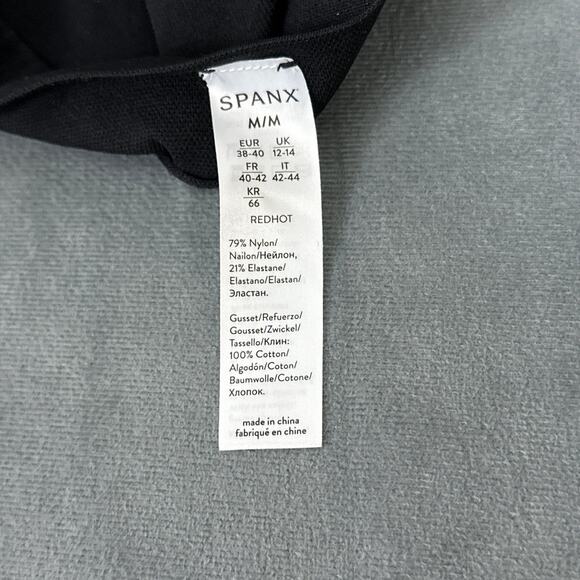 SPANX®
M/M
EUR UK
38-40 12-14
FR IT
40-42 42-44
KR
66
REDHOT
79% Nylon/
Nailon/Нейлон,
21% Elastane/
Elastano/Elastan/
Эластан.
Gusset/Refuerzo/
Gousset/Zwickel/
Tassello/Клин:
100% Cotton/
Algodón/Coton/
Baumwolle/Cotone/
Хлопок.
made in china
fabriqué en chine